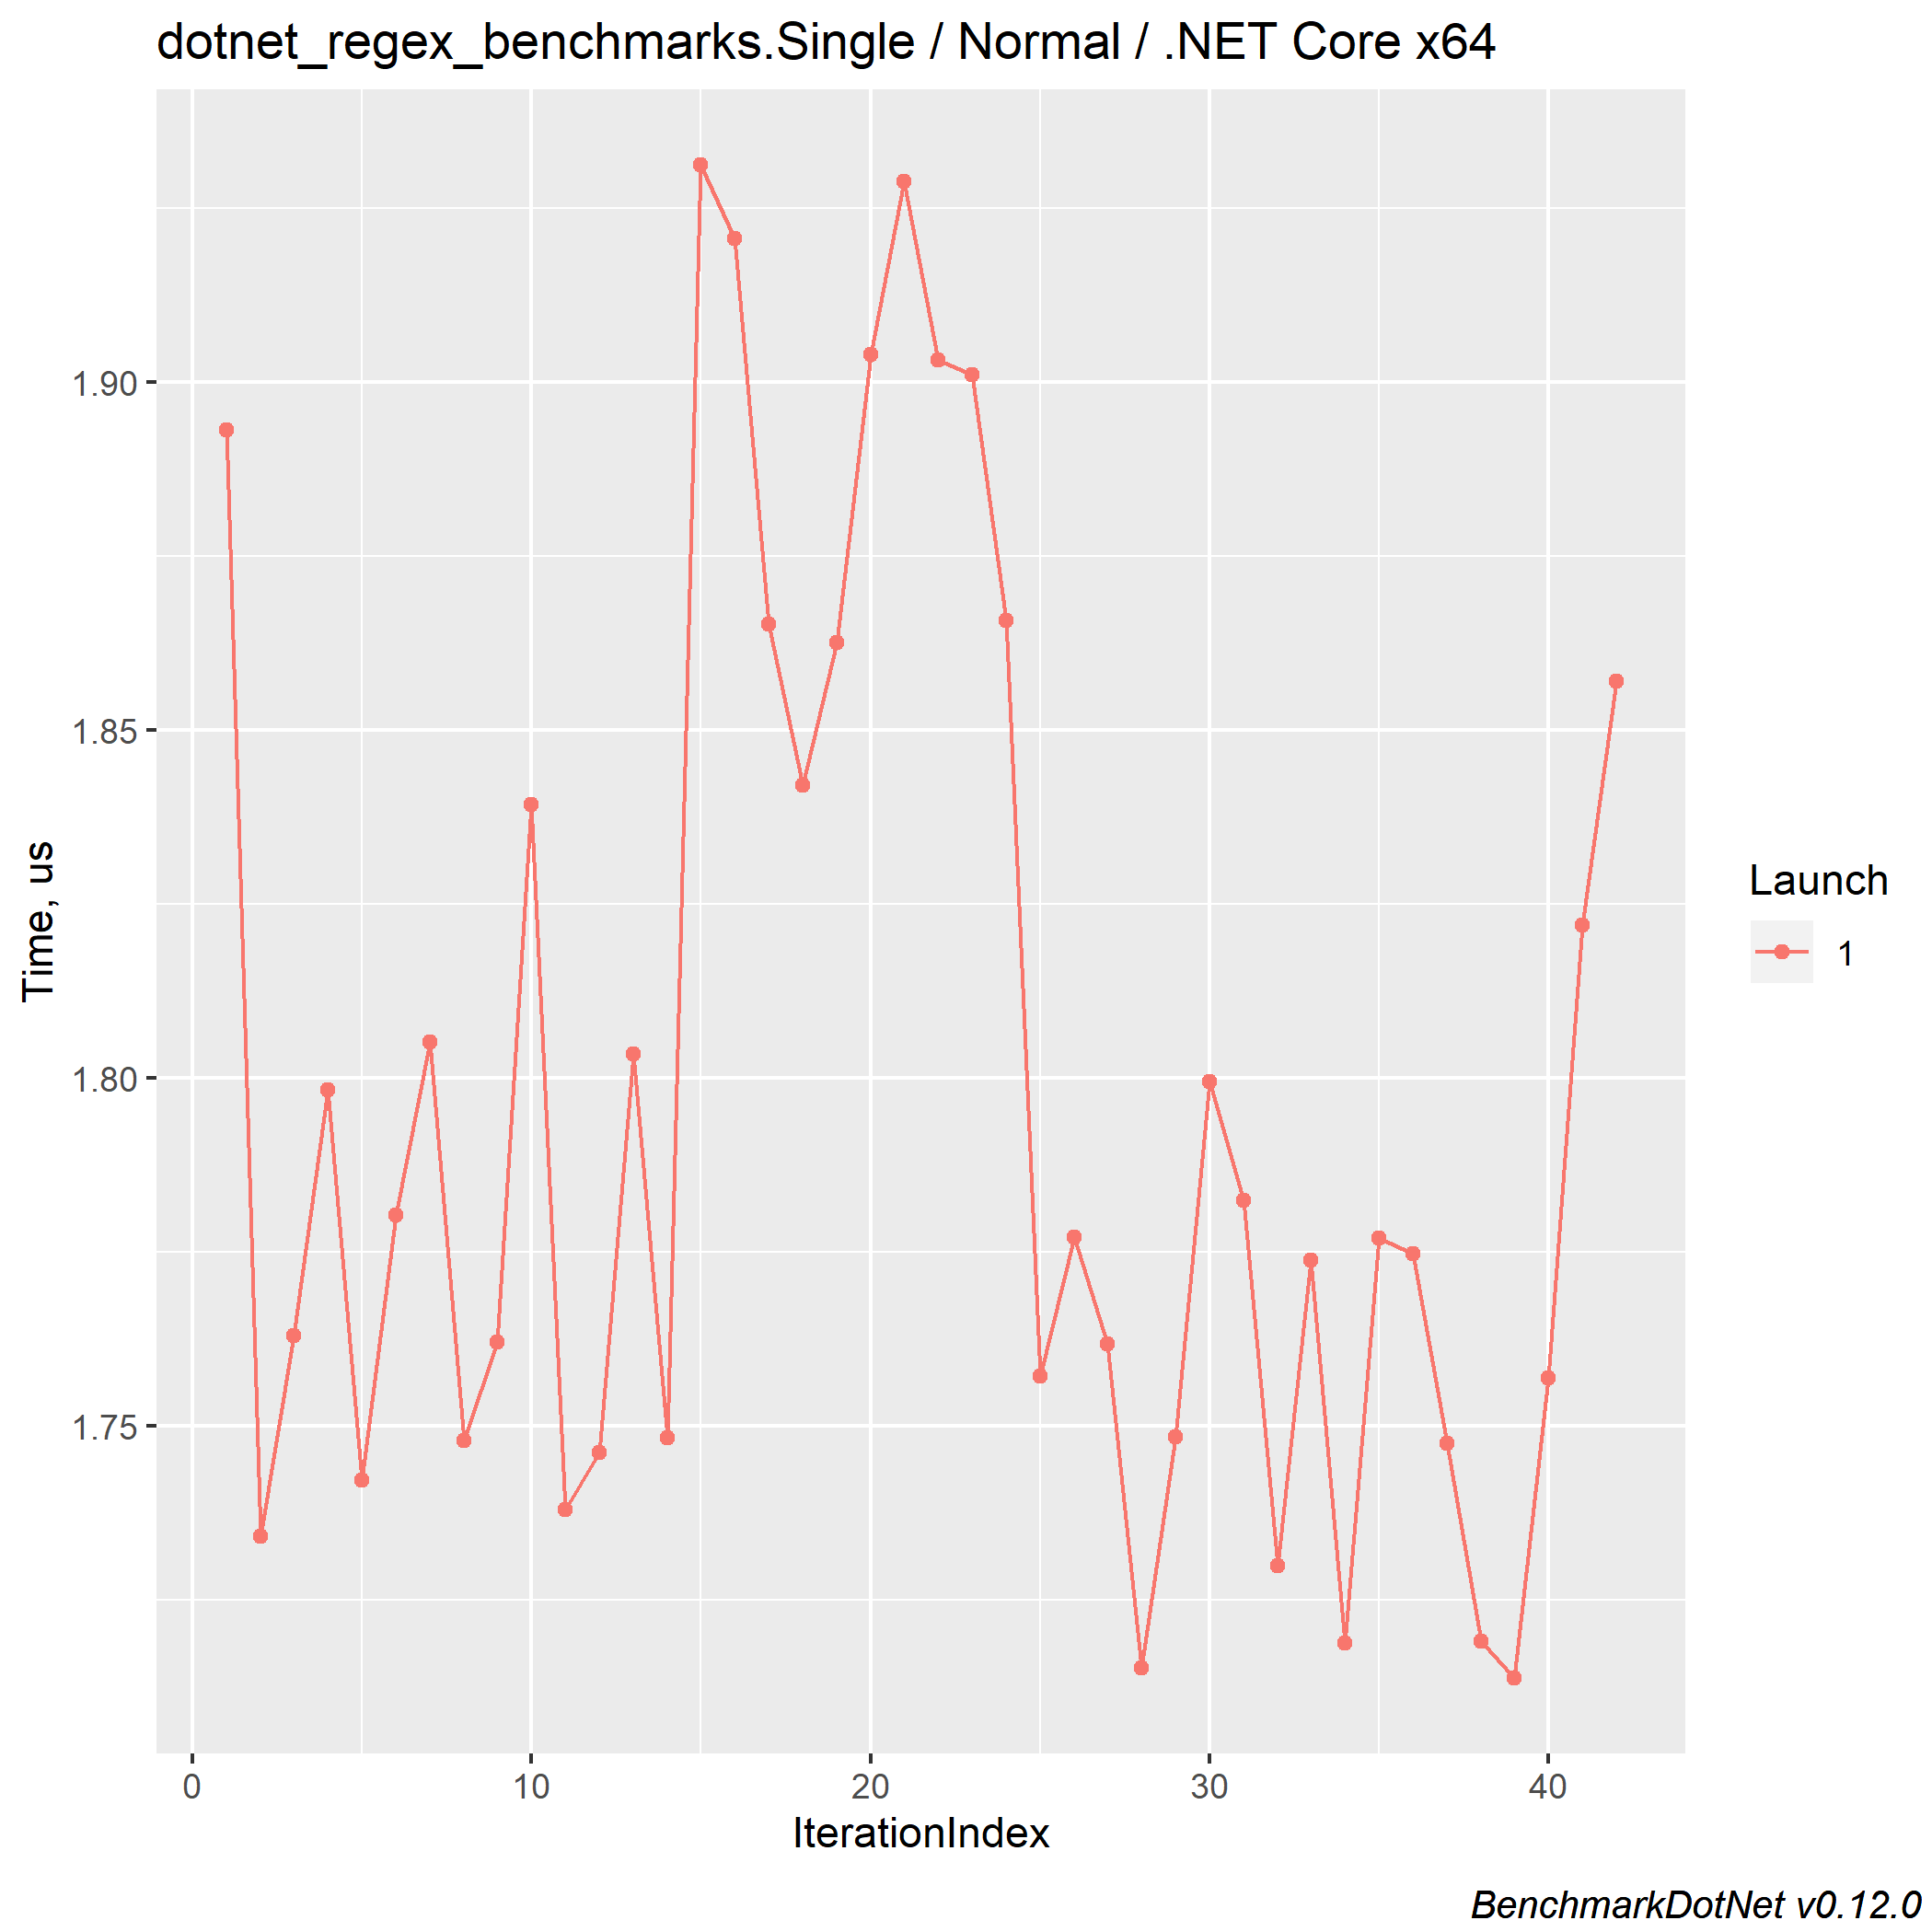 dotnet_regex_benchmarks.Single / Normal / .NET Core x64
1.90
1.85
1.80
1.75
Time, us
0 10 20 30 40
IterationIndex
Launch
1
BenchmarkDotNet v0.12.0